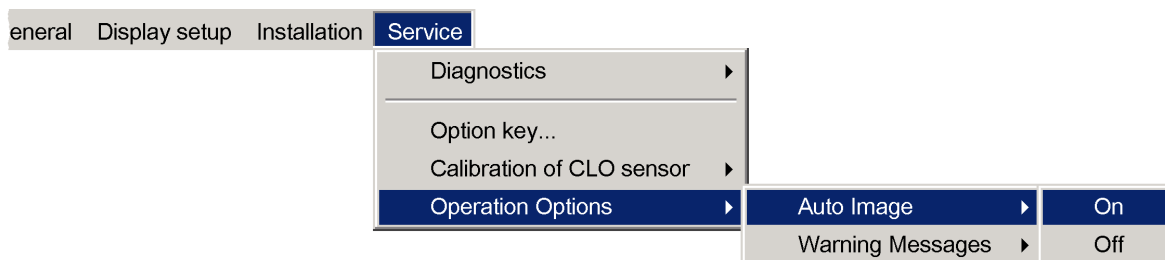 eneral Display setup Installation Service
Diagnostics
Option key...
Calibration of CLO sensor
Operation Options Auto Image On
Warning Messages Off